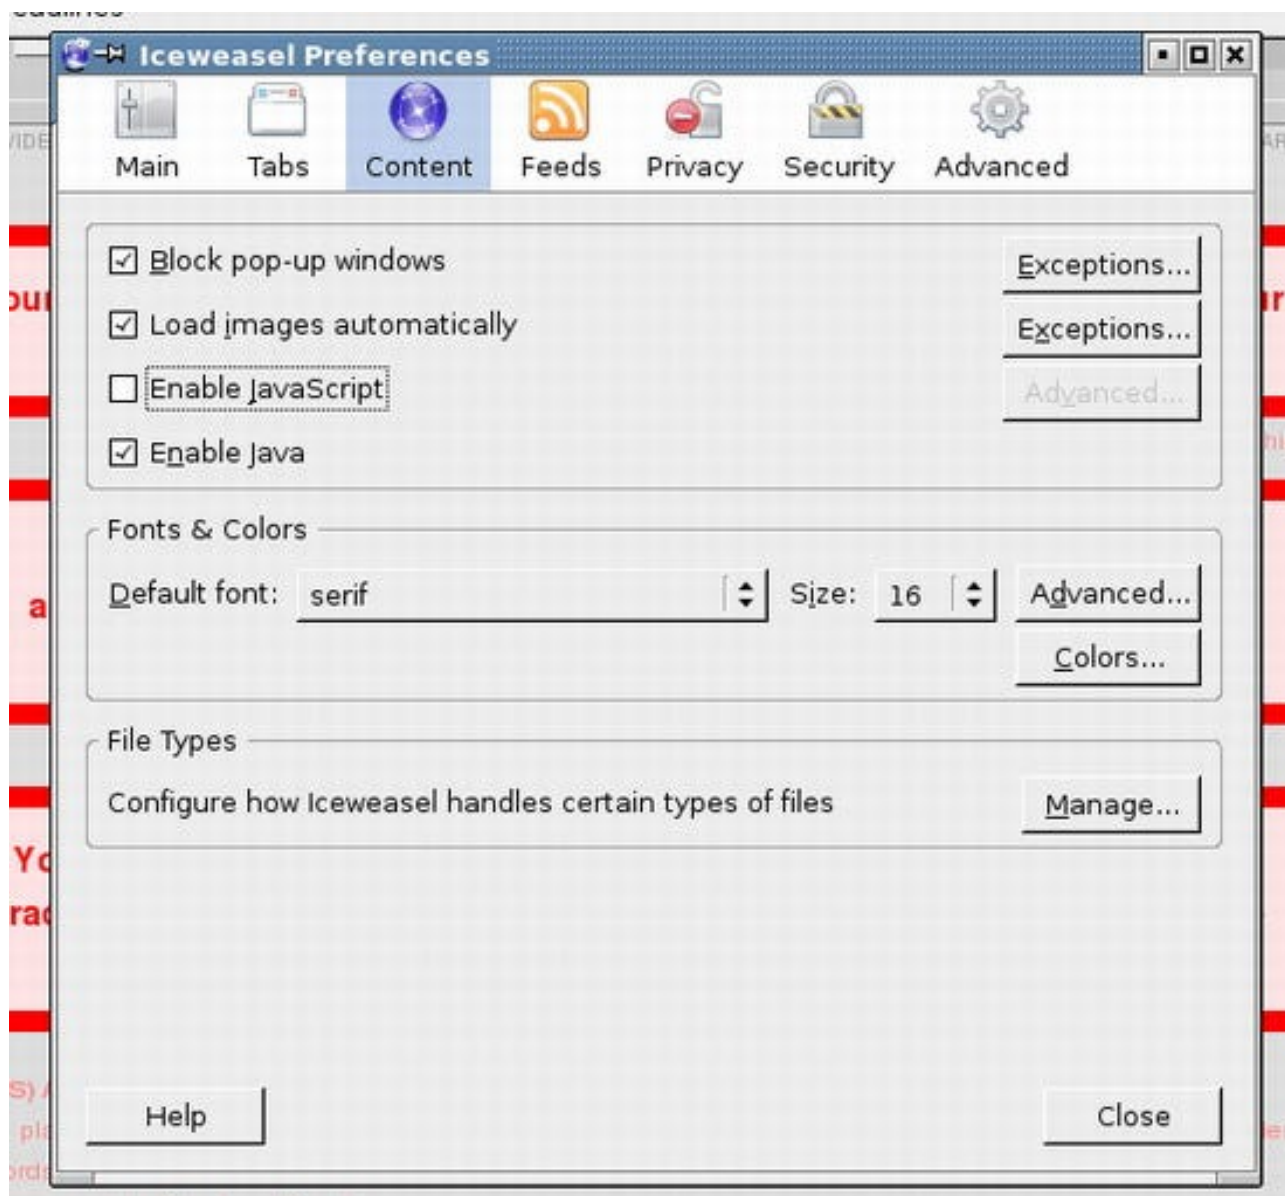 Iceweasel Preferences
Main Tabs Content Feeds Privacy Security Advanced
Block pop-up windows Exceptions...
Load images automatically Exceptions...
Enable JavaScript Advanced...
Enable Java
Fonts & Colors
Default font: serif Size: 16 Advanced...
Colors...
File Types
Configure how Iceweasel handles certain types of files Manage...
Help Close